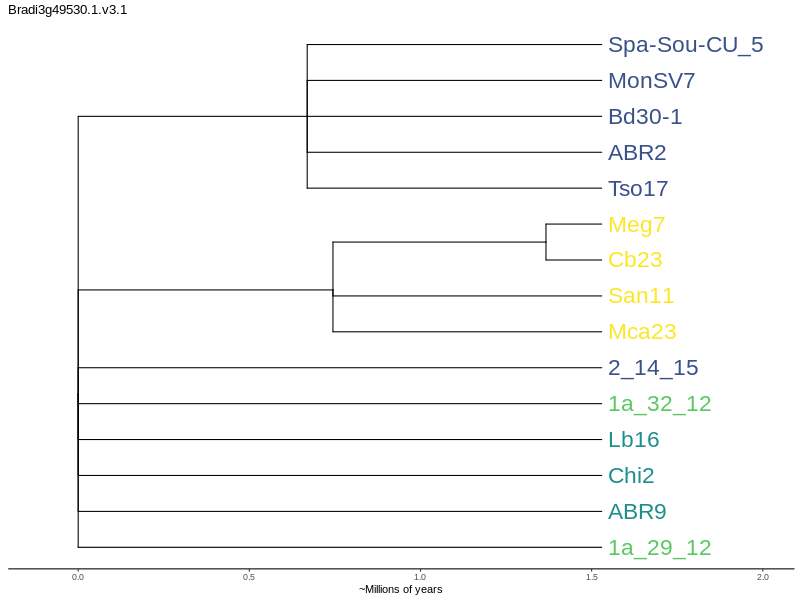 Bradi3g49530.1.v3.1
Spa-Sou-CU_5
MonSV7
Bd30-1
ABR2
Tso17
Meg7
Cb23
San11
Mca23
2_14_15
1a_32_12
Lb16
Chi2
ABR9
1a_29_12
0.0 0.5 1.0 1.5 2.0
~Millions of years